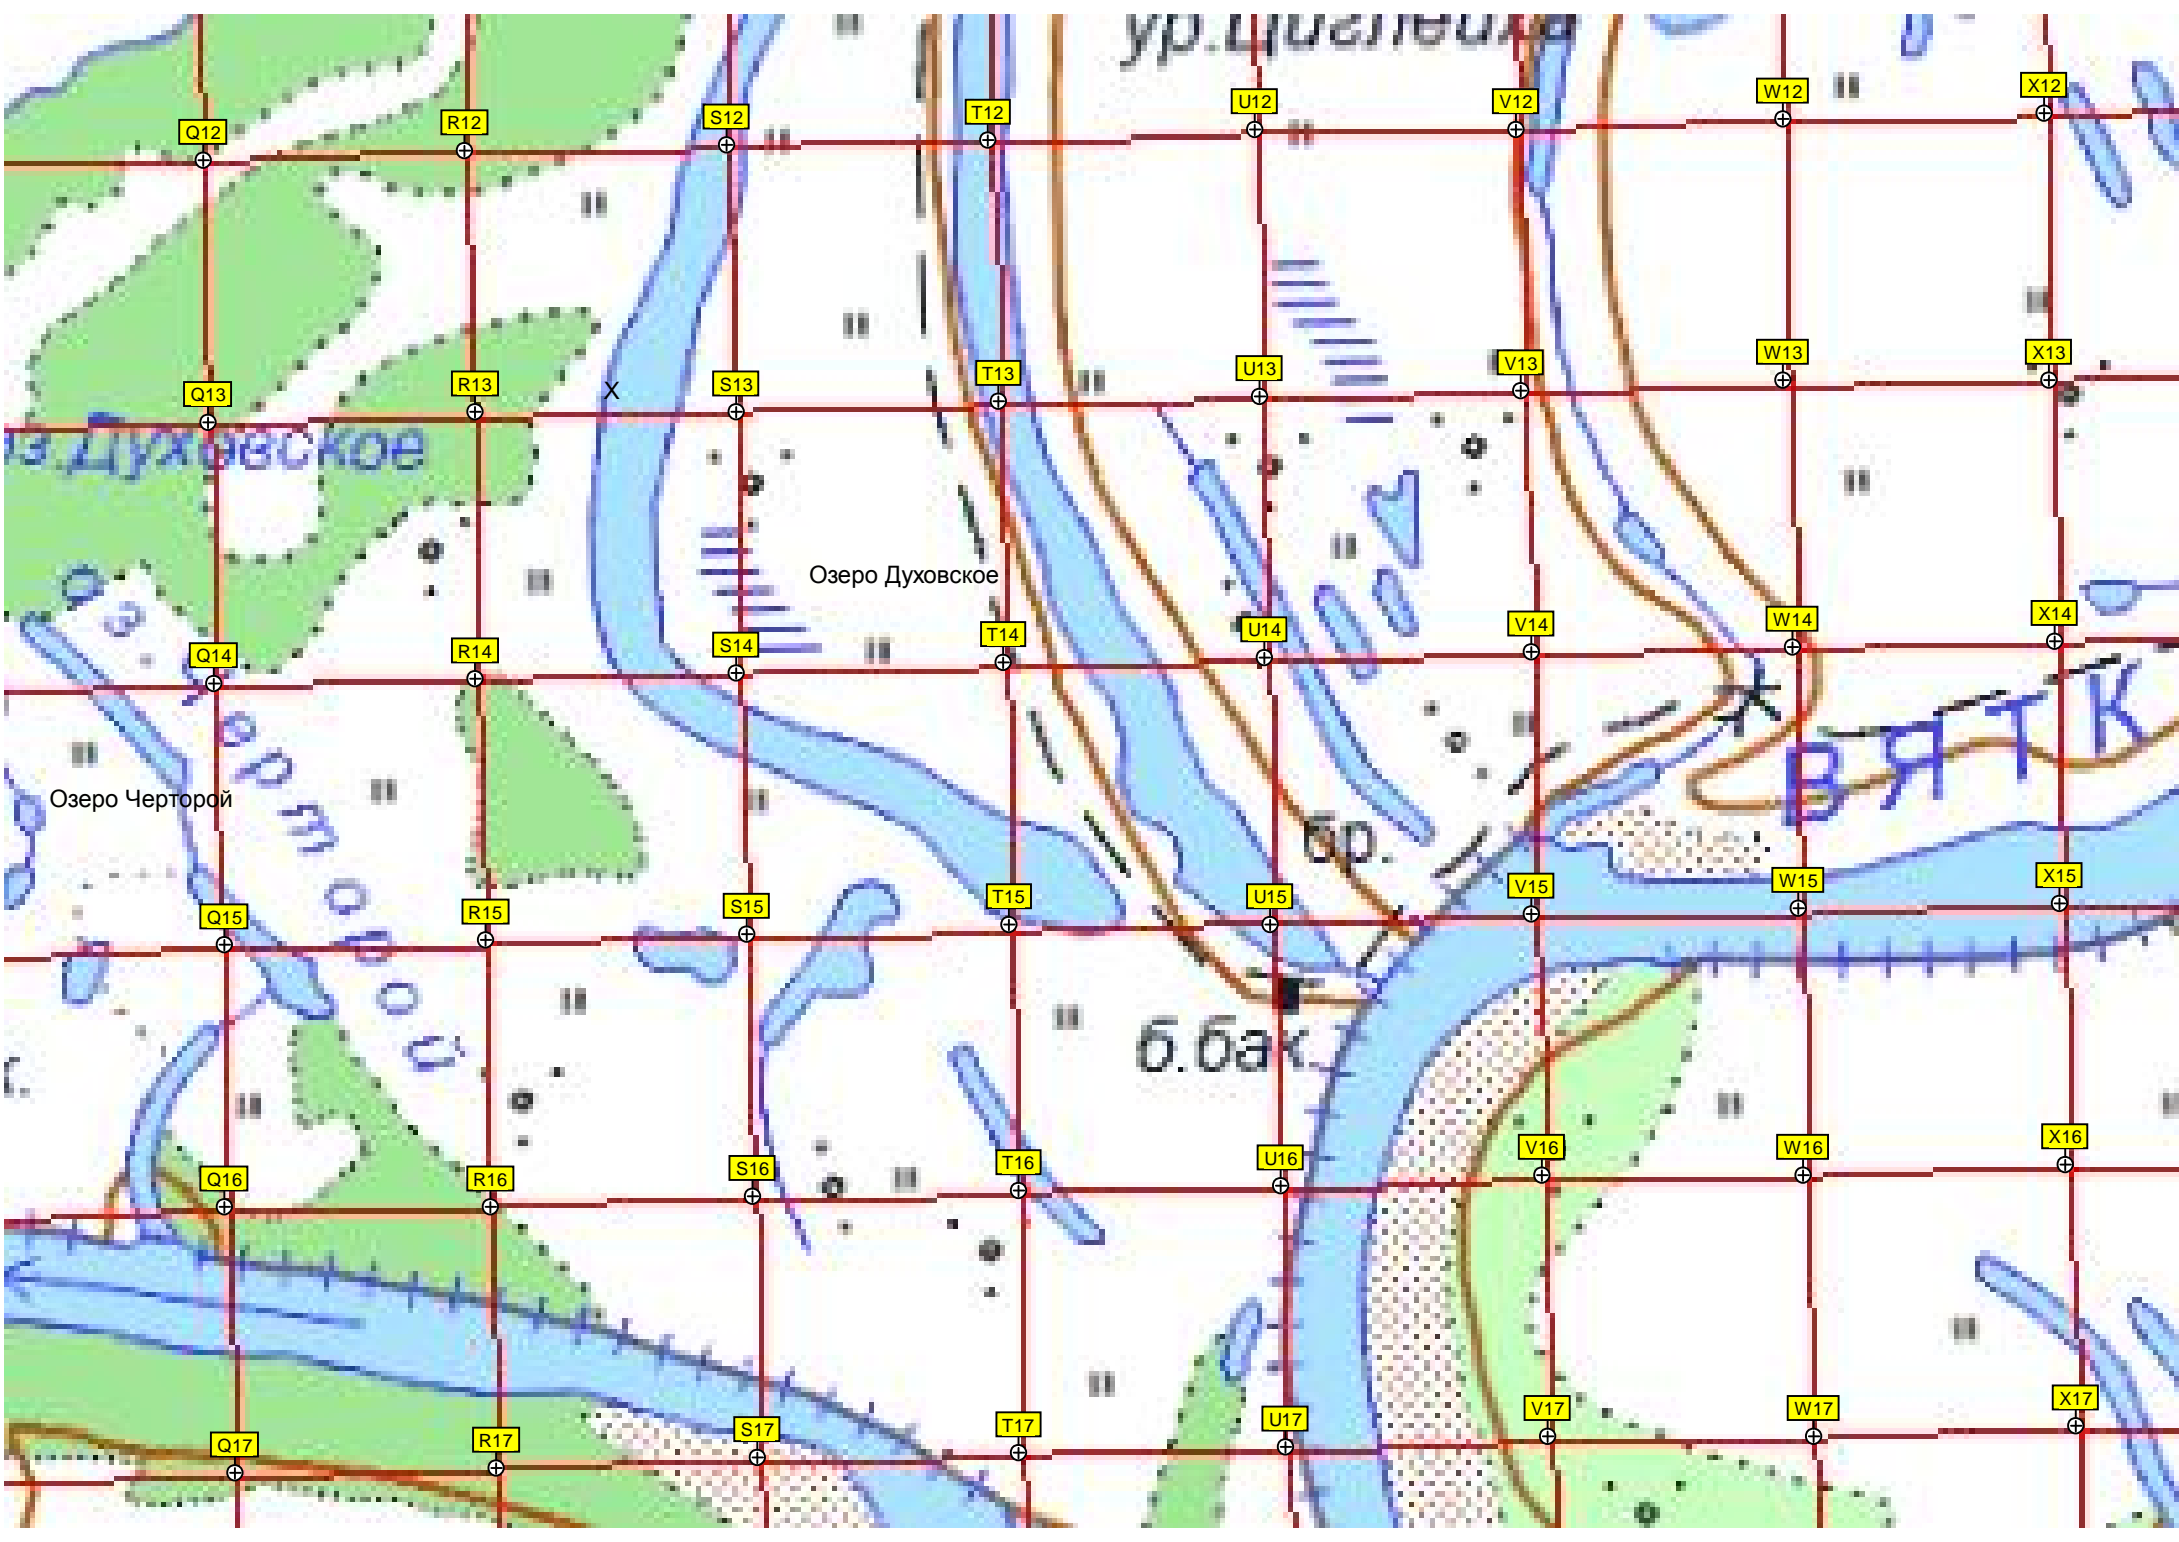 ур.Цигпейха
Q12 R12 S12 T12 U12 V12 W12 X12
Q13 R13 X S13 T13 U13 V13 W13 X13
оз.Духовское
Озеро Духовское
Q14 R14 S14 T14 U14 V14 W14 X14
оз. Черторой
ВЯТК
Озеро Черторой
бр.
Q15 R15 S15 T15 U15 V15 W15 X15
б.бак.
Q16 R16 S16 T16 U16 V16 W16 X16
Q17 R17 S17 T17 U17 V17 W17 X17